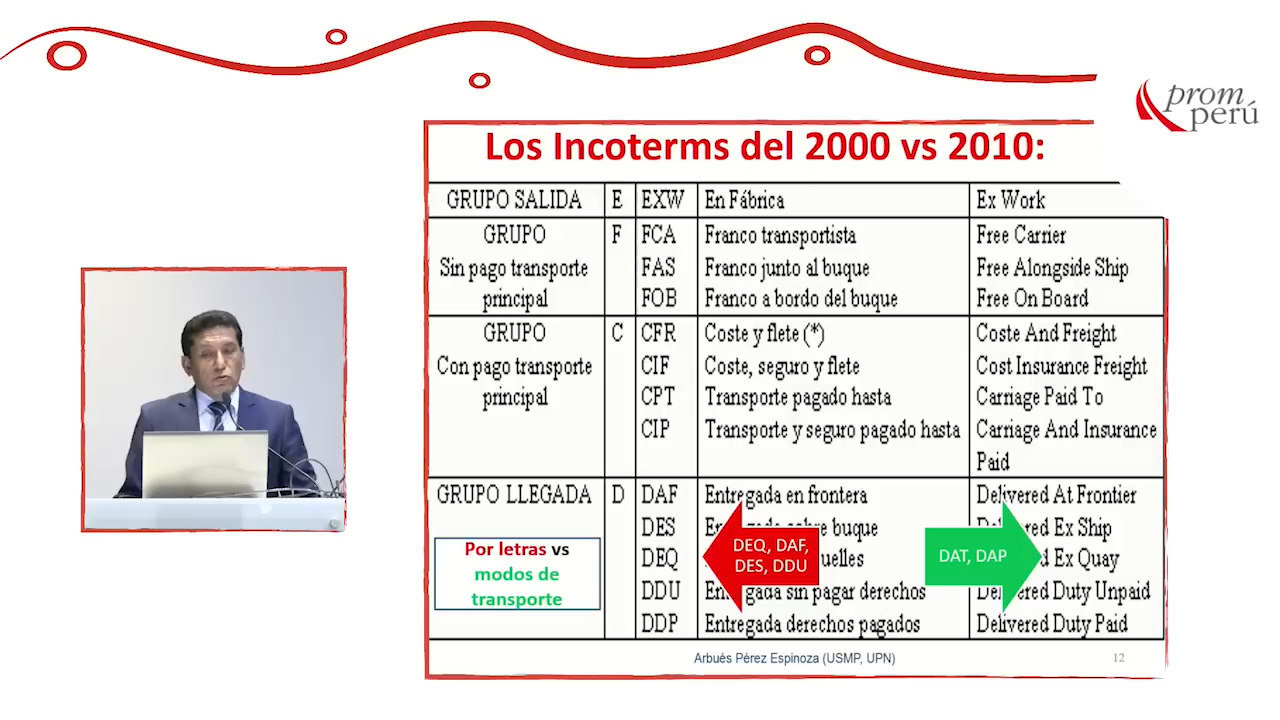 prom
perú
Los Incoterms del 2000 vs 2010:
GRUPO SALIDA E EXW En Fábrica Ex Work
GRUPO F FCA Franco transportista Free Carrier
Sin pago transporte FAS Franco junto al buque Free Alongside Ship
principal FOB Franco a bordo del buque Free On Board
GRUPO C CFR Coste y flete (*) Coste And Freight
Con pago transporte CIF Coste, seguro y flete Cost Insurance Freight
principal CPT Transporte pagado hasta Carriage Paid To
CIP Transporte y seguro pagado hasta Carriage And Insurance
Paid
GRUPO LLEGADA D DAF Entregada en frontera Delivered At Frontier
DES buque Ex Ship
DEQ Ex Quay
DDU sin pagar derechos Duty Unpaid
DDP Entregada derechos pagados Delivered Duty Paid
Por letras vs
modos de
transporte
DEQ, DAF,
DES, DDU
DAT, DAP
Arbués Pérez Espinoza (USMP, UPN) 12